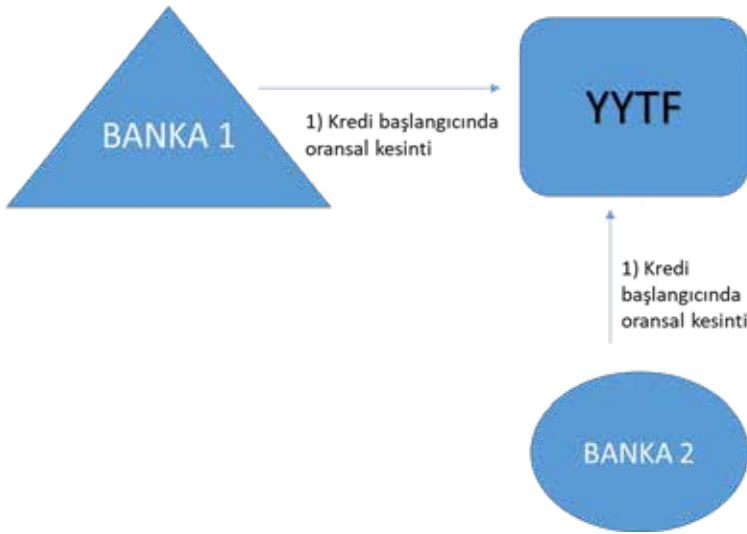 BANKA 1
1) Kredi başlangıcında
oransal kesinti
YYTF
1) Kredi
başlangıcında
oransal kesinti
BANKA 2